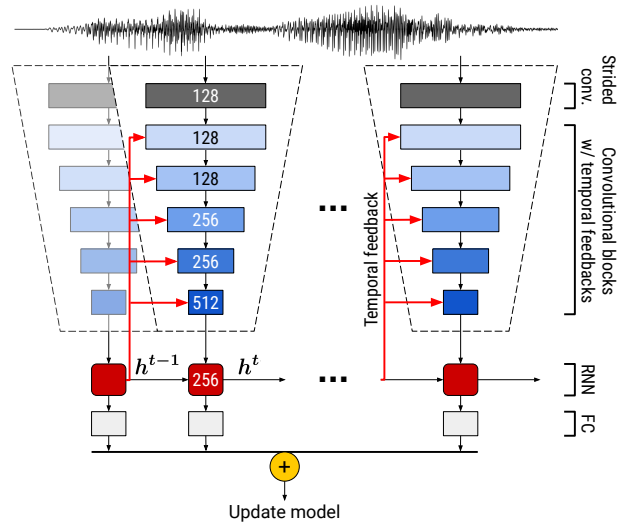 128
128
128
256
256
512
Strided
conv.
Convolutional blocks
w/ temporal feedbacks
...
Temporal feedback
h^{t-1}
256
h^t
...
RNN
FC
+
Update model